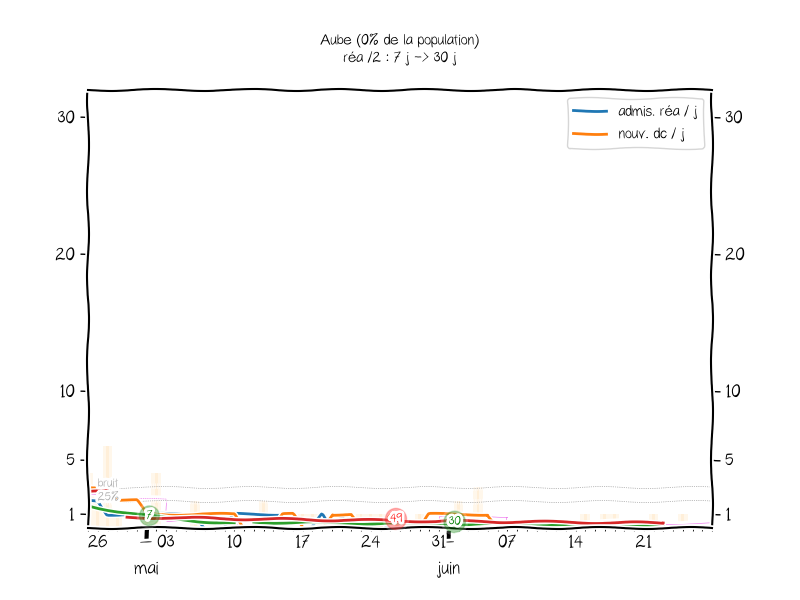 Aube (0% de la population)
réa /2 : 7 j -> 30 j
admis. réa / j
nouv. dc / j
30 30
20 20
10 10
5 5
bruit
25%
1 1
7 49 30
26 03 10 17 24 31 07 14 21
mai juin